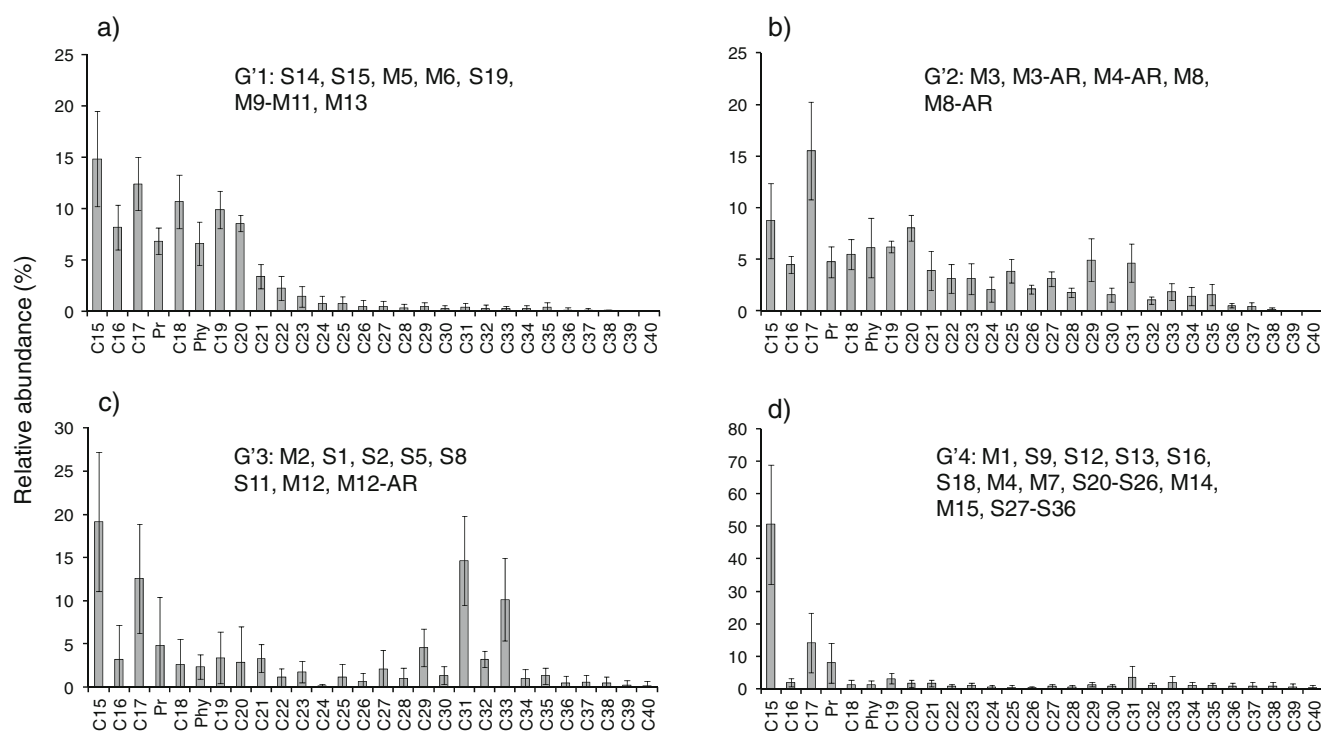 a)
G'1: S14, S15, M5, M6, S19,
M9-M11, M13
25
20
15
10
5
0
C15 C16 C17 Pr C18 Phy C19 C20 C21 C22 C23 C24 C25 C26 C27 C28 C29 C30 C31 C32 C33 C34 C35 C36 C37 C38 C39 C40
b)
G'2: M3, M3-AR, M4-AR, M8,
M8-AR
25
20
15
10
5
0
C15 C16 C17 Pr C18 Phy C19 C20 C21 C22 C23 C24 C25 C26 C27 C28 C29 C30 C31 C32 C33 C34 C35 C36 C37 C38 C39 C40
Relative abundance (%)
c)
G'3: M2, S1, S2, S5, S8
S11, M12, M12-AR
30
25
20
15
10
5
0
C15 C16 C17 Pr C18 Phy C19 C20 C21 C22 C23 C24 C25 C26 C27 C28 C29 C30 C31 C32 C33 C34 C35 C36 C37 C38 C39 C40
d)
G'4: M1, S9, S12, S13, S16,
S18, M4, M7, S20-S26, M14,
M15, S27-S36
80
70
60
50
40
30
20
10
0
C15 C16 C17 Pr C18 Phy C19 C20 C21 C22 C23 C24 C25 C26 C27 C28 C29 C30 C31 C32 C33 C34 C35 C36 C37 C38 C39 C40